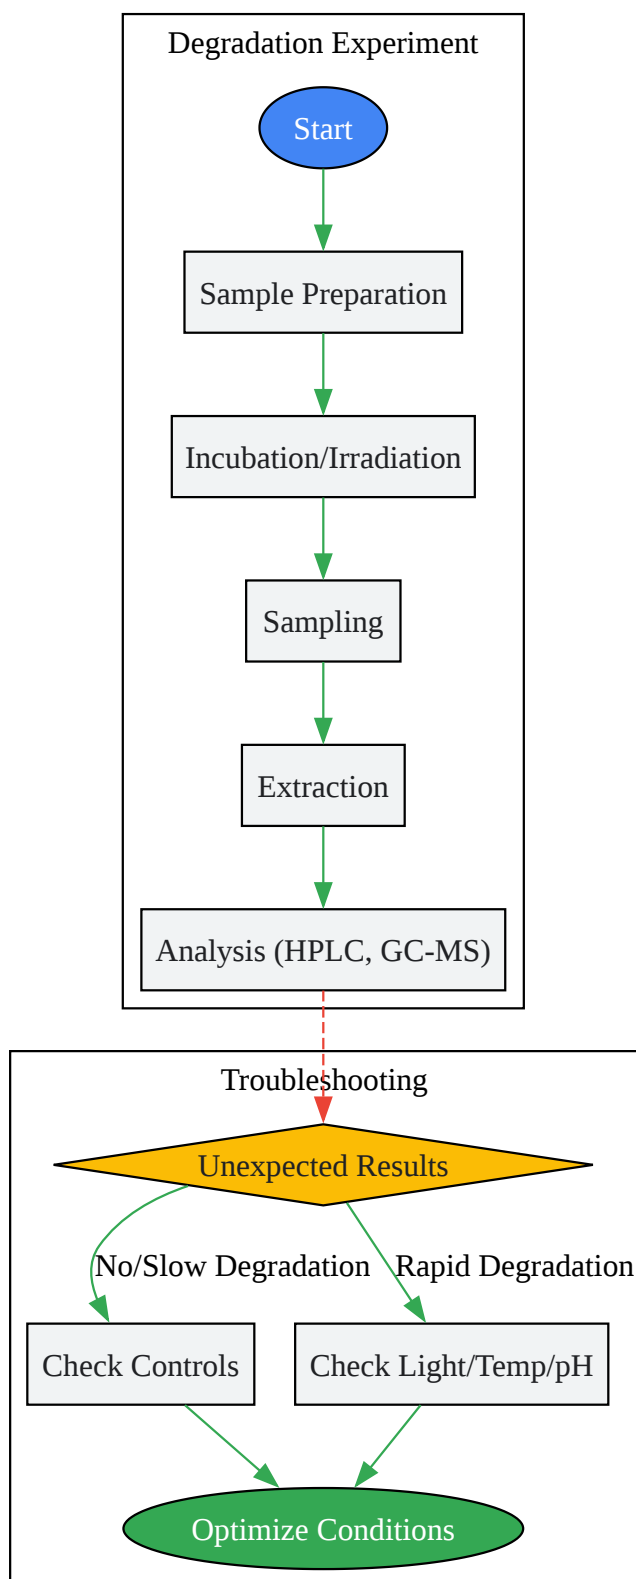 Degradation Experiment
Start
Sample Preparation
Incubation/Irradiation
Sampling
Extraction
Analysis (HPLC, GC-MS)
Troubleshooting
Unexpected Results
No/Slow Degradation
Rapid Degradation
Check Controls
Check Light/Temp/pH
Optimize Conditions